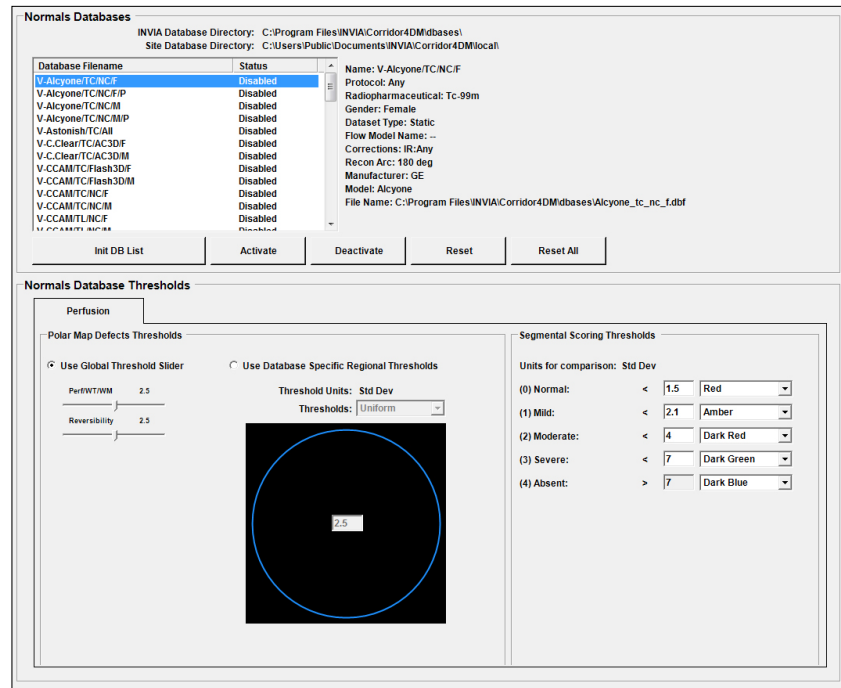 Normals Databases
INVIA Database Directory: C:\Program Files\INVIA\Corridor4DM\dbases\
Site Database Directory: C:\Users\Public\Documents\INVIA\Corridor4DM\local\
Database Filename Status
V-Alcyone/TC/NC/F Disabled
V-Alcyone/TC/NC/F/P Disabled
V-Alcyone/TC/NC/M Disabled
V-Alcyone/TC/NC/M/P Disabled
V-Astonish/TC/All Disabled
V-C.Clear/TC/AC3D/F Disabled
V-C.Clear/TC/AC3D/M Disabled
V-CCAM/TC/Flash3D/F Disabled
V-CCAM/TC/Flash3D/M Disabled
V-CCAM/TC/NC/F Disabled
V-CCAM/TC/NC/M Disabled
V-CCAM/TL/NC/F Disabled
V-CCAM/TL/NC/M Disabled
Name: V-Alcyone/TC/NC/F
Protocol: Any
Radiopharmaceutical: Tc-99m
Gender: Female
Dataset Type: Static
Flow Model Name: --
Corrections: IR:Any
Recon Arc: 180 deg
Manufacturer: GE
Model: Alcyone
File Name: C:\Program Files\INVIA\Corridor4DM\dbases\Alcyone_tc_nc_f.dbf
Init DB List Activate Deactivate Reset Reset All
Normals Database Thresholds
Perfusion
Polar Map Defects Thresholds
Use Global Threshold Slider Use Database Specific Regional Thresholds
Perf/WT/WM 2.5
Reversibility 2.5
Threshold Units: Std Dev
Thresholds: Uniform
2.5
Segmental Scoring Thresholds
Units for comparison: Std Dev
(0) Normal: < 1.5 Red
(1) Mild: < 2.1 Amber
(2) Moderate: < 4 Dark Red
(3) Severe: < 7 Dark Green
(4) Absent: > 7 Dark Blue